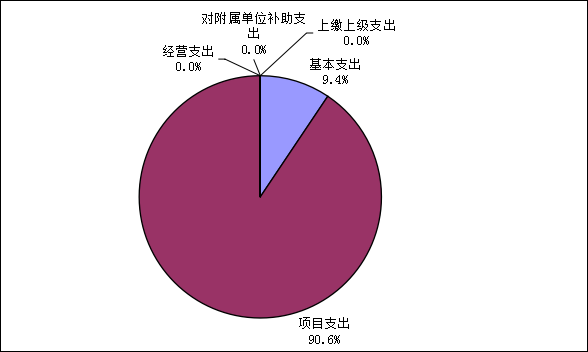 对附属单位补助支
出
0.0%
上缴上级支出
0.0%
经营支出
0.0%
基本支出
9.4%
项目支出
90.6%